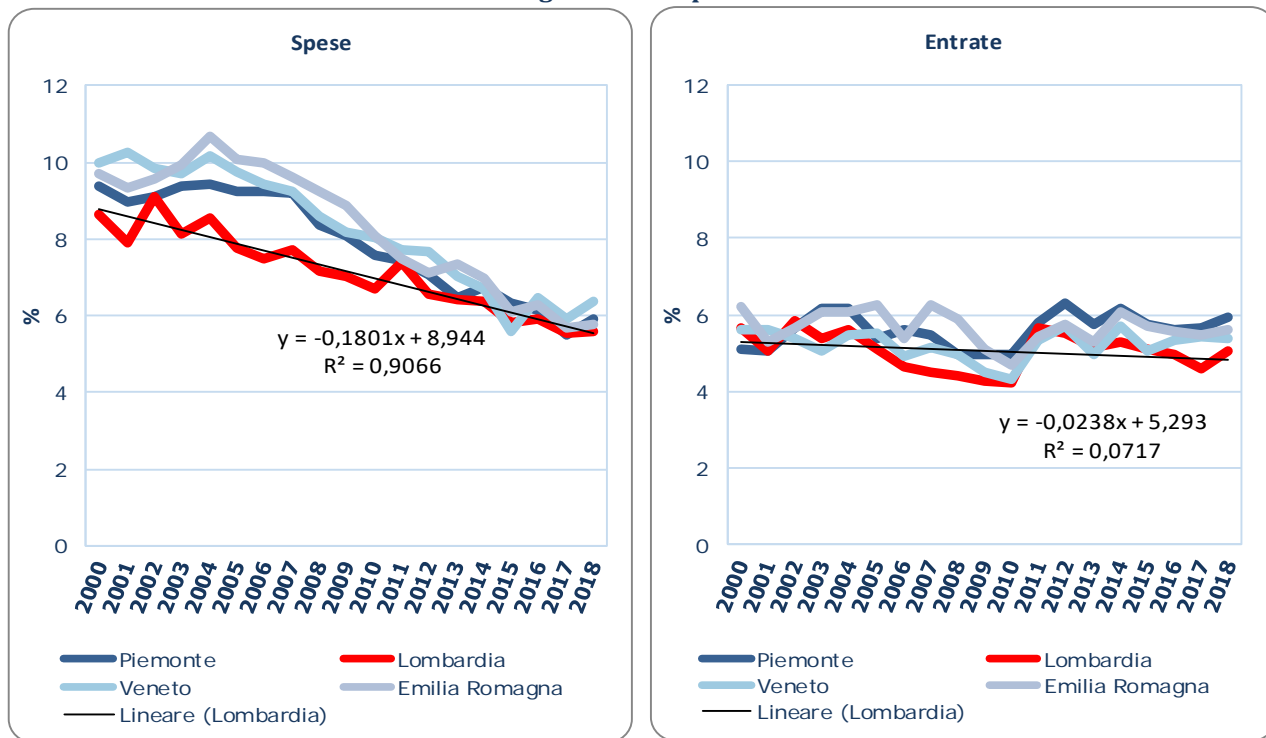 Spese
12
10
8
6
4
2
0
%
y = -0,1801x + 8,944
R² = 0,9066
2000 2001 2002 2003 2004 2005 2006 2007 2008 2009 2010 2011 2012 2013 2014 2015 2016 2017 2018
Piemonte Lombardia
Veneto Emilia Romagna
Lineare (Lombardia)
Entrate
12
10
8
6
4
2
0
%
y = -0,0238x + 5,293
R² = 0,0717
2000 2001 2002 2003 2004 2005 2006 2007 2008 2009 2010 2011 2012 2013 2014 2015 2016 2017 2018
Piemonte Lombardia
Veneto Emilia Romagna
Lineare (Lombardia)